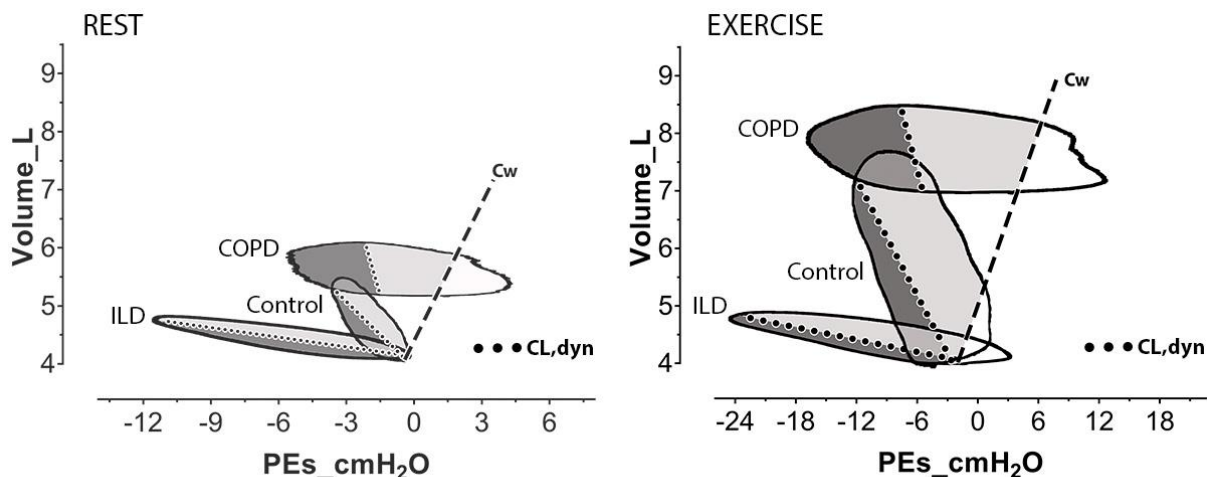 REST
Volume_L
9
8
7
6
5
4
Cw
COPD
Control
ILD
CL,dyn
-12
-9
-6
-3
0
3
6
PEs_cmH₂O
EXERCISE
Volume_L
9
8
7
6
5
4
Cw
COPD
Control
ILD
CL,dyn
-24
-18
-12
-6
0
6
12
18
PEs_cmH₂O